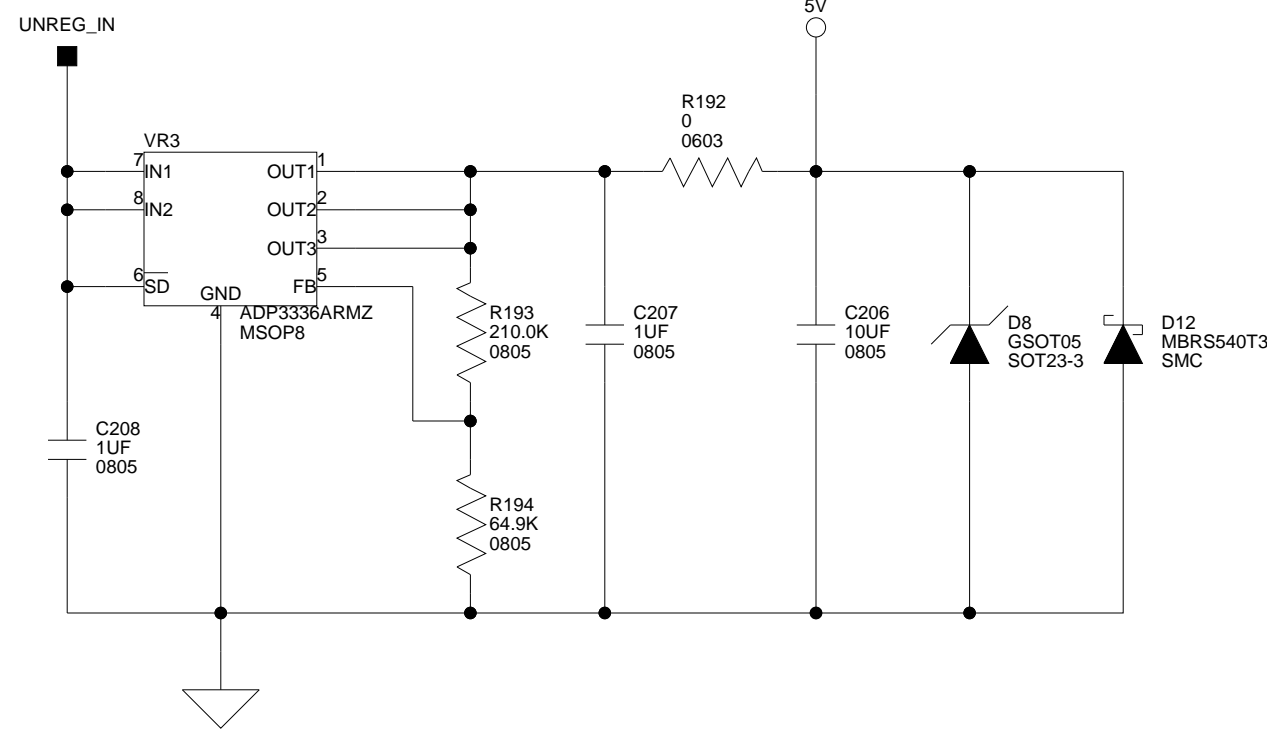 5V
UNREG_IN
R192
0
0603
VR3
7
IN1
OUT1
1
8
IN2
OUT2
2
OUT3
3
6
SD
GND
4
FB
5
ADP3336ARMZ
MSOP8
R193
210.0K
0805
C207
1UF
0805
C206
10UF
0805
D8
GSOT05
SOT23-3
D12
MBRS540T3
SMC
C208
1UF
0805
R194
64.9K
0805